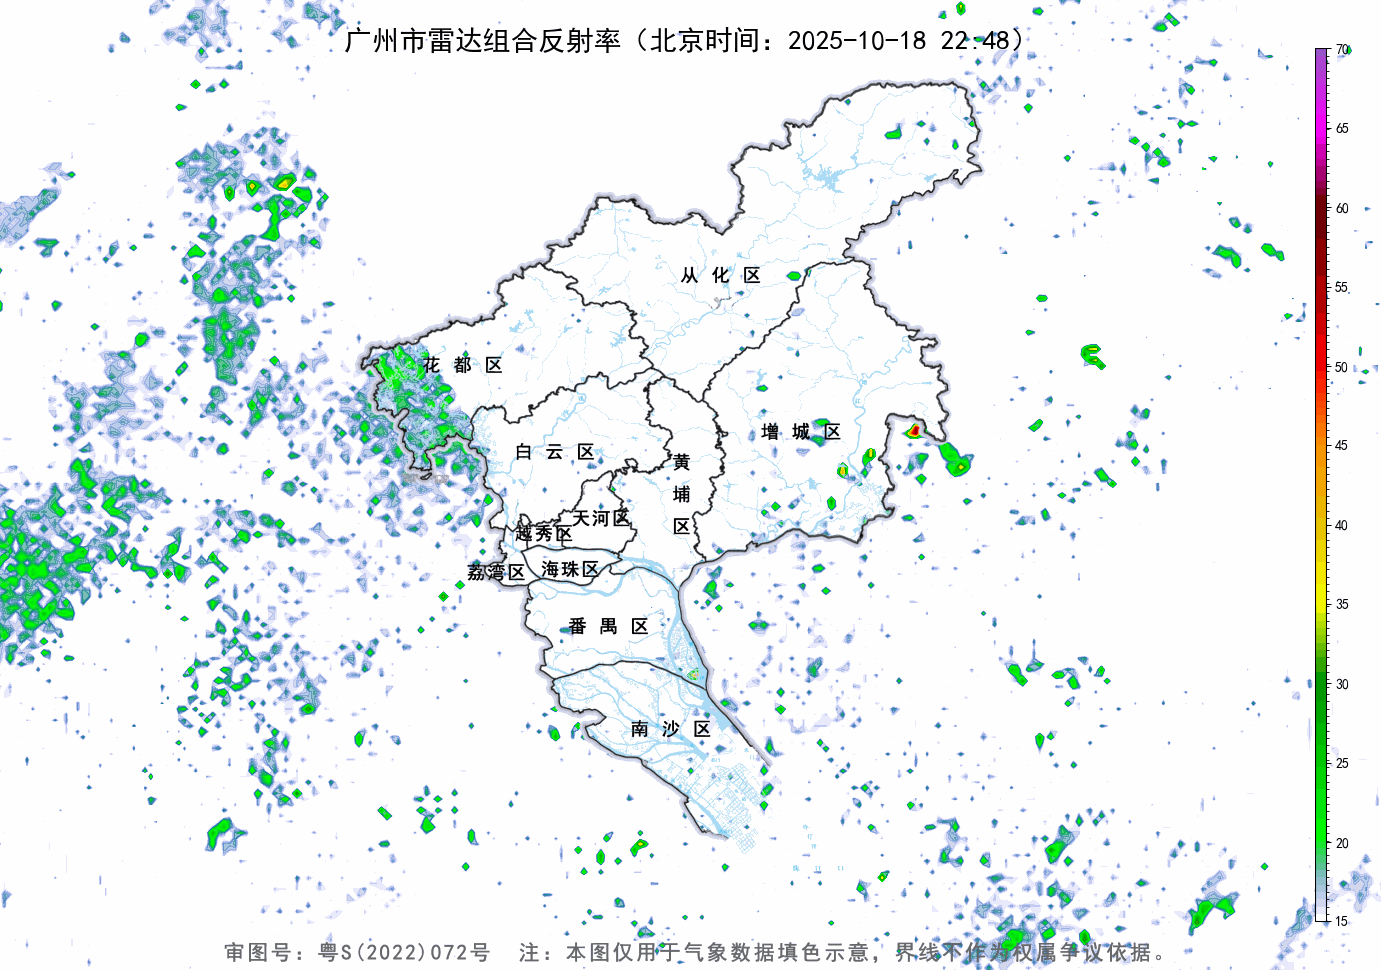 广州市雷达组合反射率（北京时间：2025-10-18 22:48）
70
65
60
55
50
45
40
35
30
25
20
15
从化区
花都区
增城区
白云区
黄埔区
天河区
越秀区
海珠区
荔湾区
番禺区
南沙区
审图号：粤S(2022)072号 注：本图仅用于气象数据填色示意，界线不作为权属争议依据。